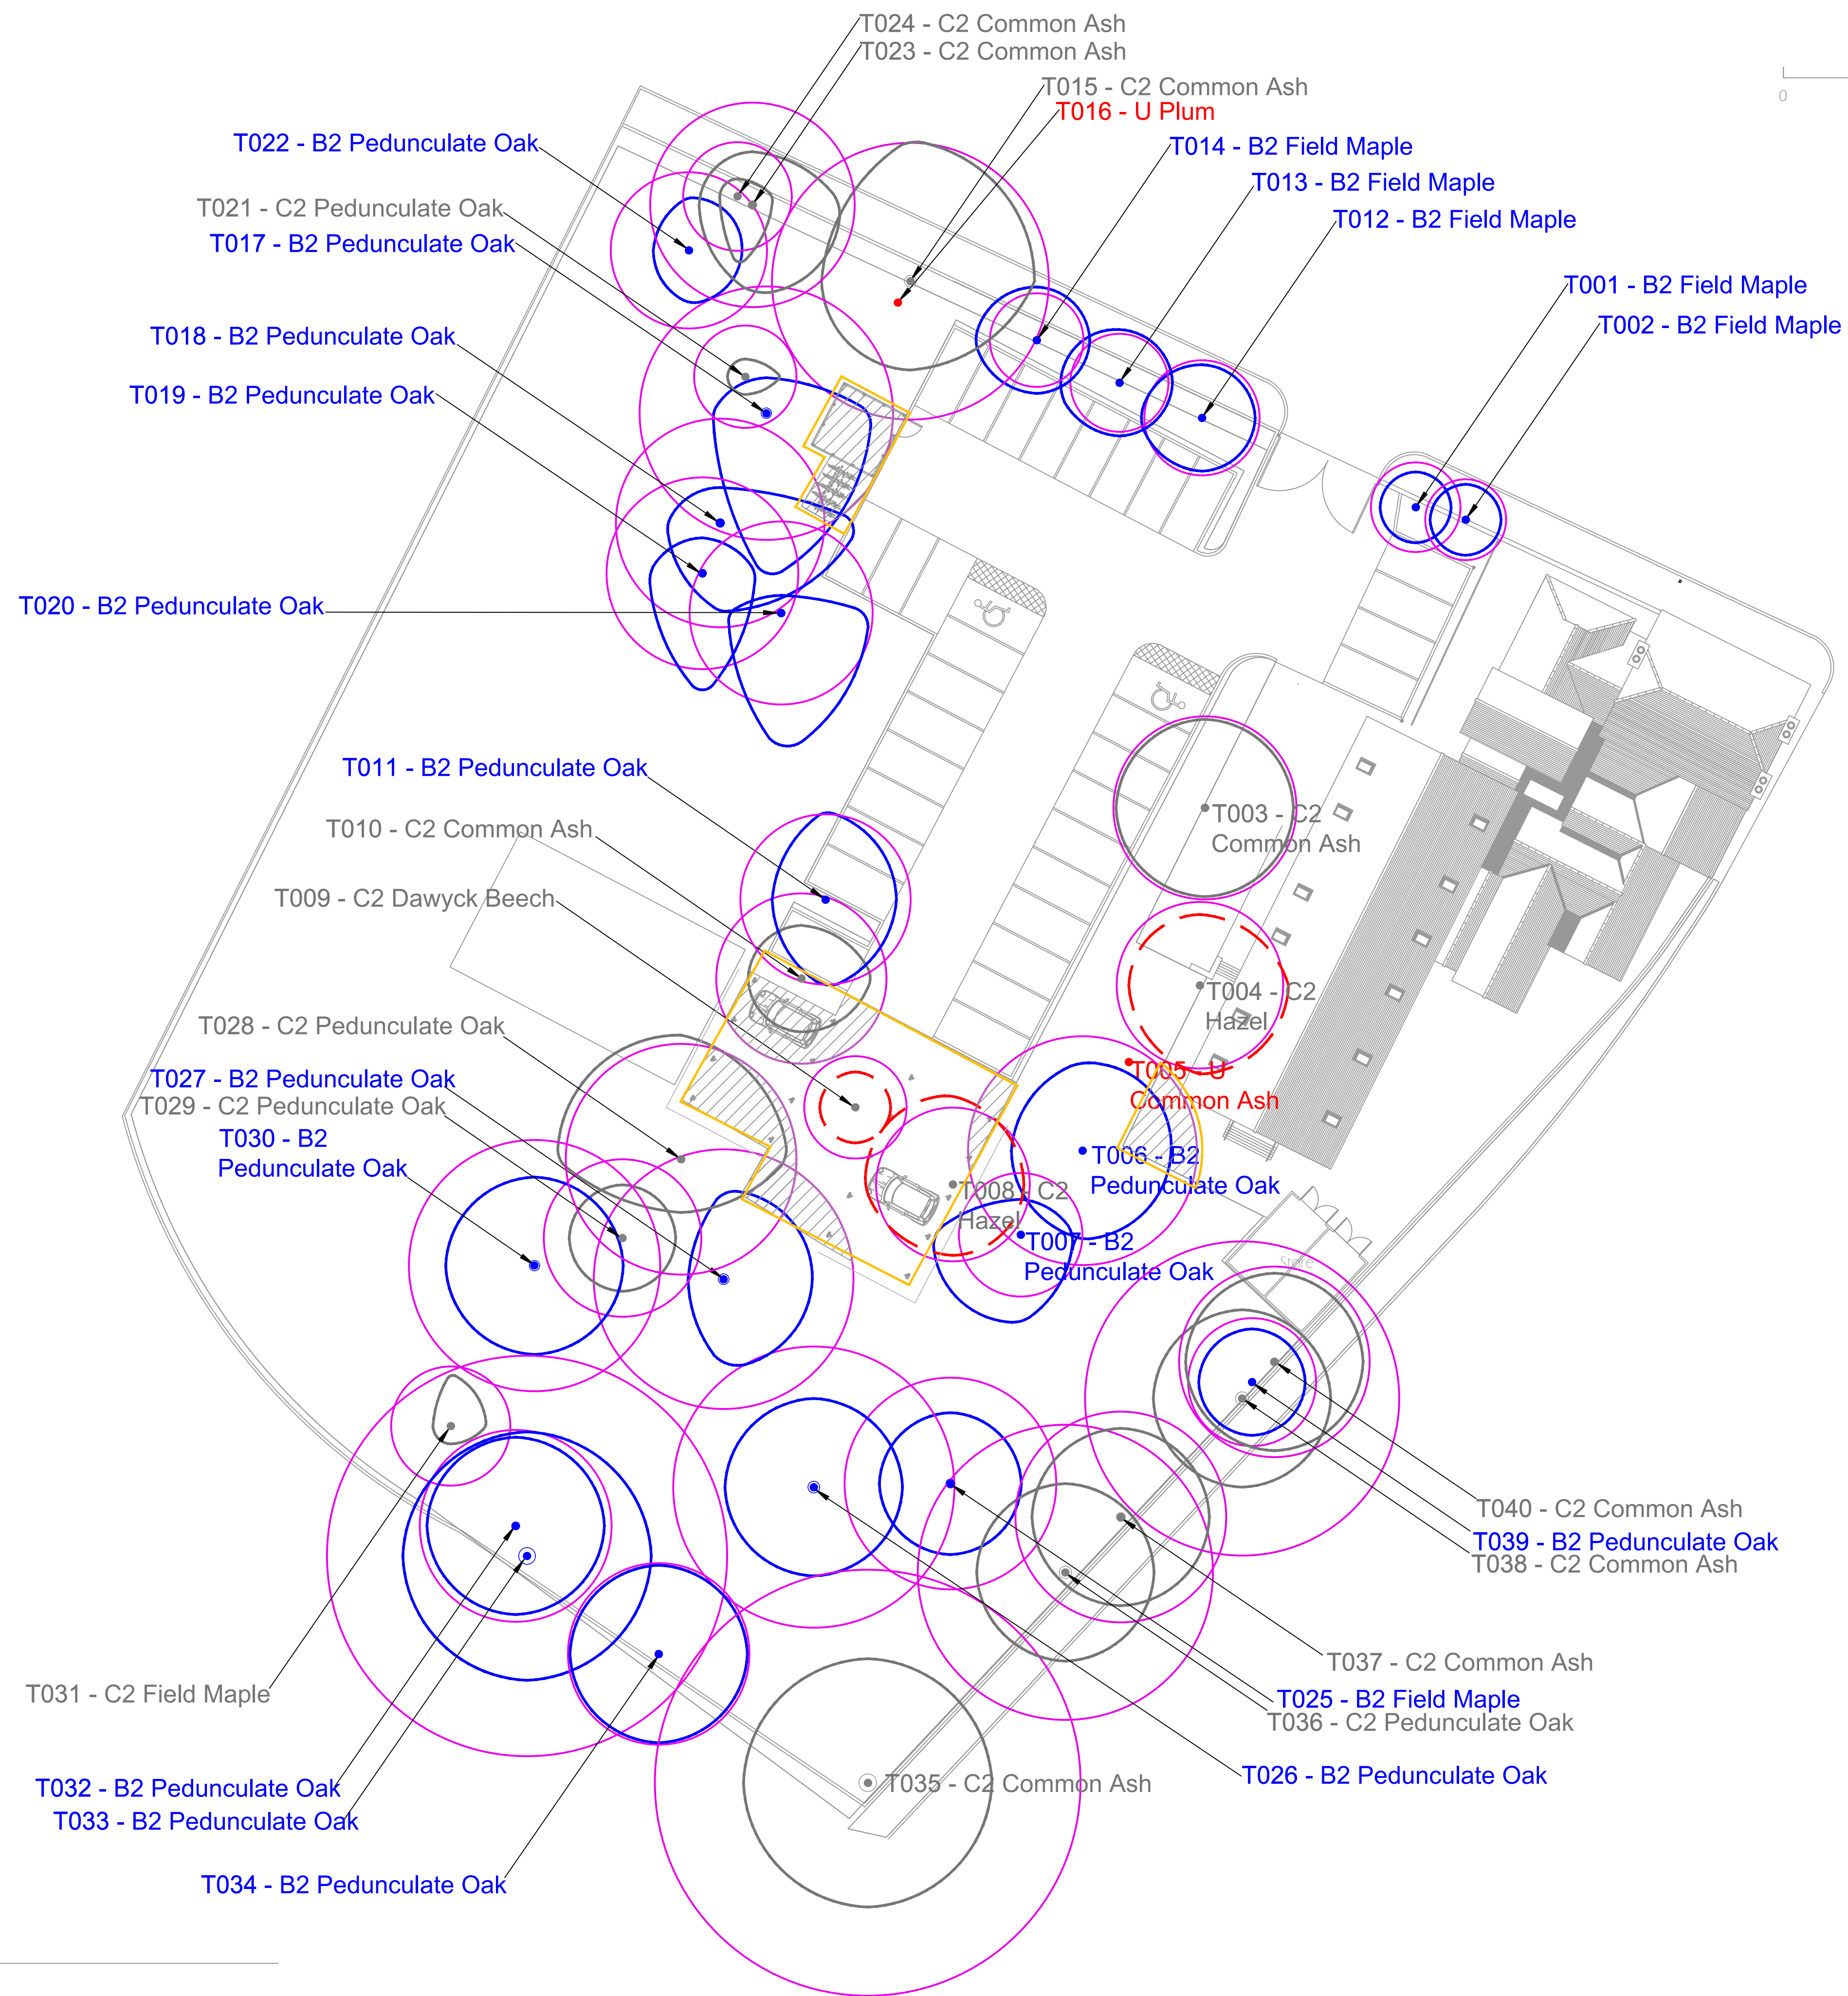 T024 - C2 Common Ash
T023 - C2 Common Ash
T015 - C2 Common Ash
0
T016 - U Plum
T022 - B2 Pedunculate Oak
T014 - B2 Field Maple
T013 - B2 Field Maple
T021 - C2 Pedunculate Oak
T012 - B2 Field Maple
T017 - B2 Pedunculate Oak
T001 - B2 Field Maple
T002 - B2 Field Maple
T018 - B2 Pedunculate Oak
T019 - B2 Pedunculate Oak
T020 - B2 Pedunculate Oak
T011 - B2 Pedunculate Oak
T003 - C2
Common Ash
T010 - C2 Common Ash
T009 - C2 Dawyck Beech
T004 - C2
Hazel
T028 - C2 Pedunculate Oak
T005 - U
Common Ash
T027 - B2 Pedunculate Oak
T029 - C2 Pedunculate Oak
T030 - B2
Pedunculate Oak
T006 - B2
Pedunculate Oak
T008 - C2
Hazel
T007 - B2
Pedunculate Oak
Store
T040 - C2 Common Ash
T039 - B2 Pedunculate Oak
T038 - C2 Common Ash
T037 - C2 Common Ash
T031 - C2 Field Maple
T025 - B2 Field Maple
T036 - C2 Pedunculate Oak
T026 - B2 Pedunculate Oak
T035 - C2 Common Ash
T032 - B2 Pedunculate Oak
T033 - B2 Pedunculate Oak
T034 - B2 Pedunculate Oak